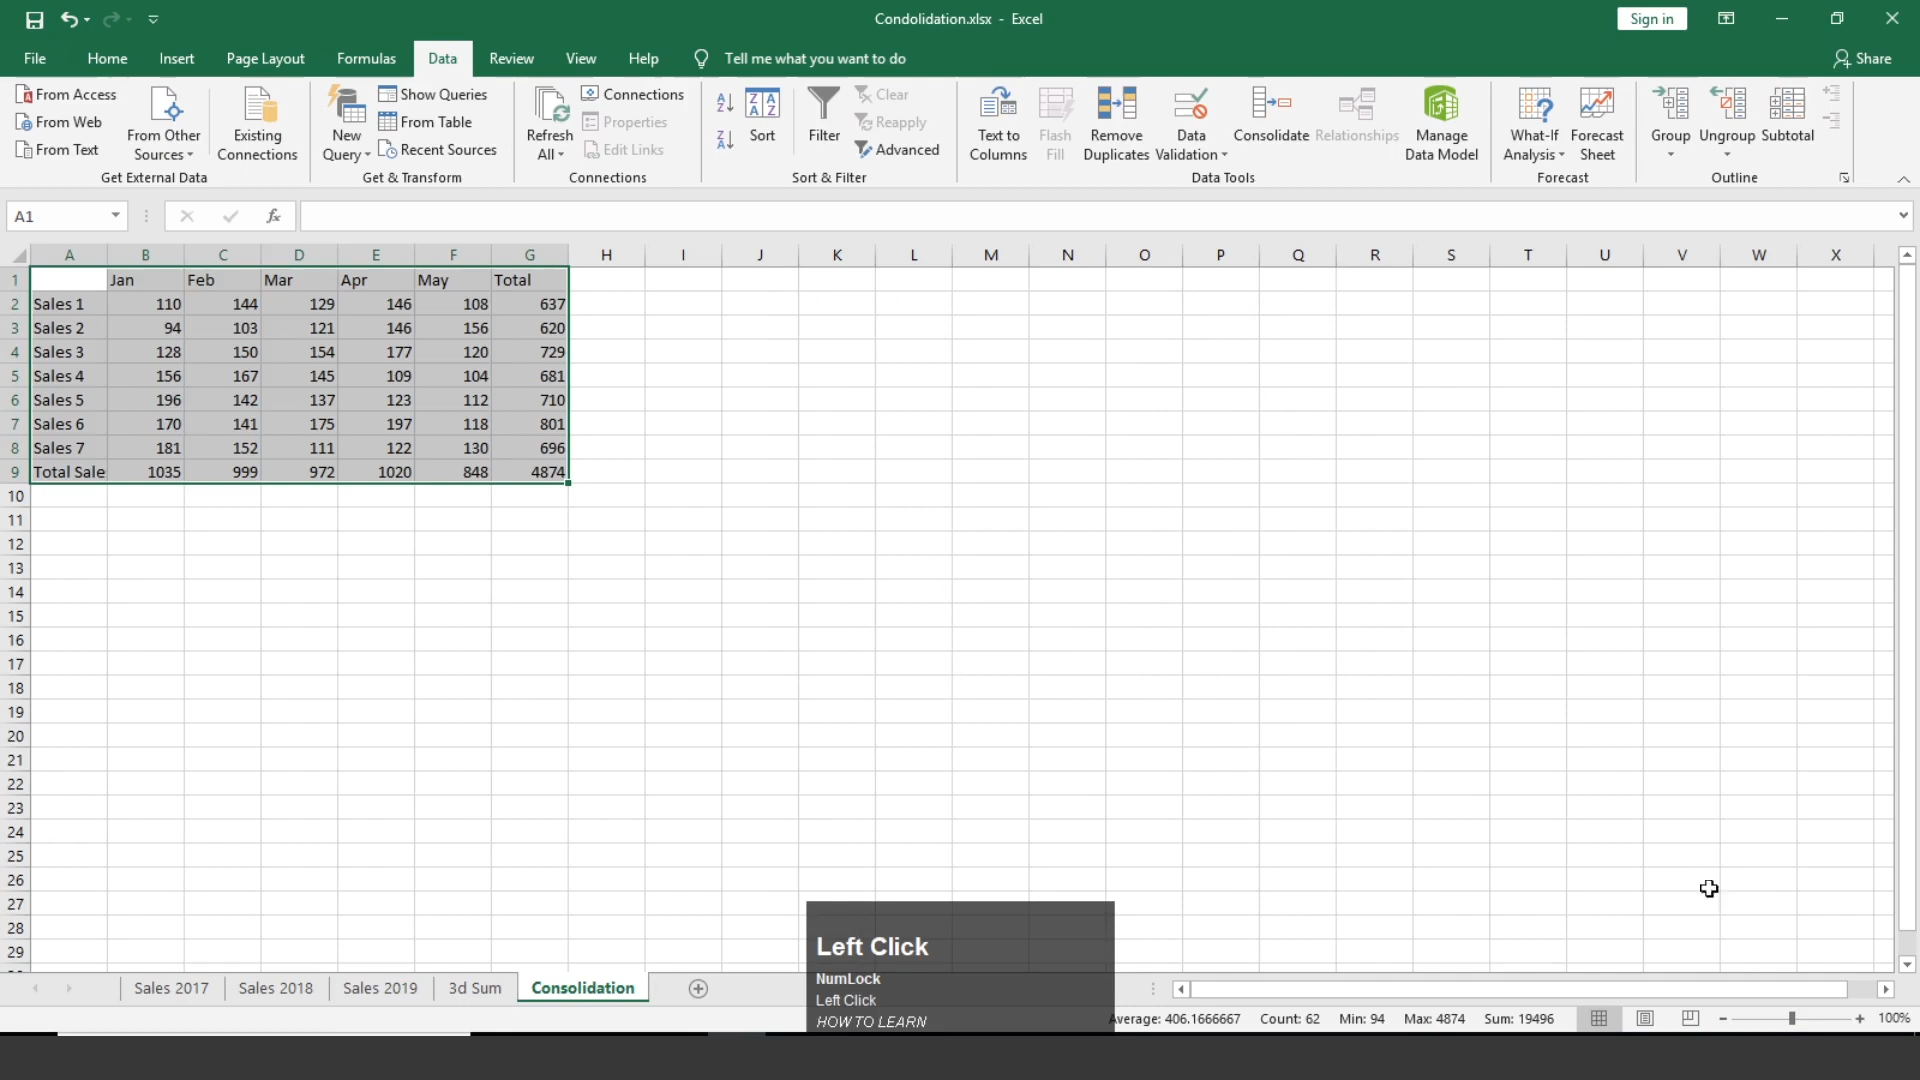 Condolidation.xlsx - Excel
Sign in
File Home Insert Page Layout Formulas Data Review View Help Tell me what you want to do Share
From Access
From Web
From Text
From Other Sources
Existing Connections
Get External Data
New Query
Show Queries
From Table
Recent Sources
Get & Transform
Refresh All
Connections
Properties
Edit Links
Connections
Sort
Filter
Clear
Reapply
Advanced
Sort & Filter
Text to Columns
Flash Fill
Remove Duplicates
Data Validation
Consolidate
Relationships
Manage Data Model
Data Tools
What-If Analysis
Forecast Sheet
Forecast
Group
Ungroup
Subtotal
Outline
A1
fx
A B C D E F G H I J K L M N O P Q R S T U V W X
1 Jan Feb Mar Apr May Total
2 Sales 1 110 144 129 146 108 637
3 Sales 2 94 103 121 146 156 620
4 Sales 3 128 150 154 177 120 729
5 Sales 4 156 167 145 109 104 681
6 Sales 5 196 142 137 123 112 710
7 Sales 6 170 141 175 197 118 801
8 Sales 7 181 152 111 122 130 696
9 Total Sale 1035 999 972 1020 848 4874
10
11
12
13
14
15
16
17
18
19
20
21
22
23
24
25
26
27
28
29
Left Click
NumLock
Left Click
HOW TO LEARN
Sales 2017 Sales 2018 Sales 2019 3d Sum Consolidation
Average: 406.1666667 Count: 62 Min: 94 Max: 4874 Sum: 19496 100%